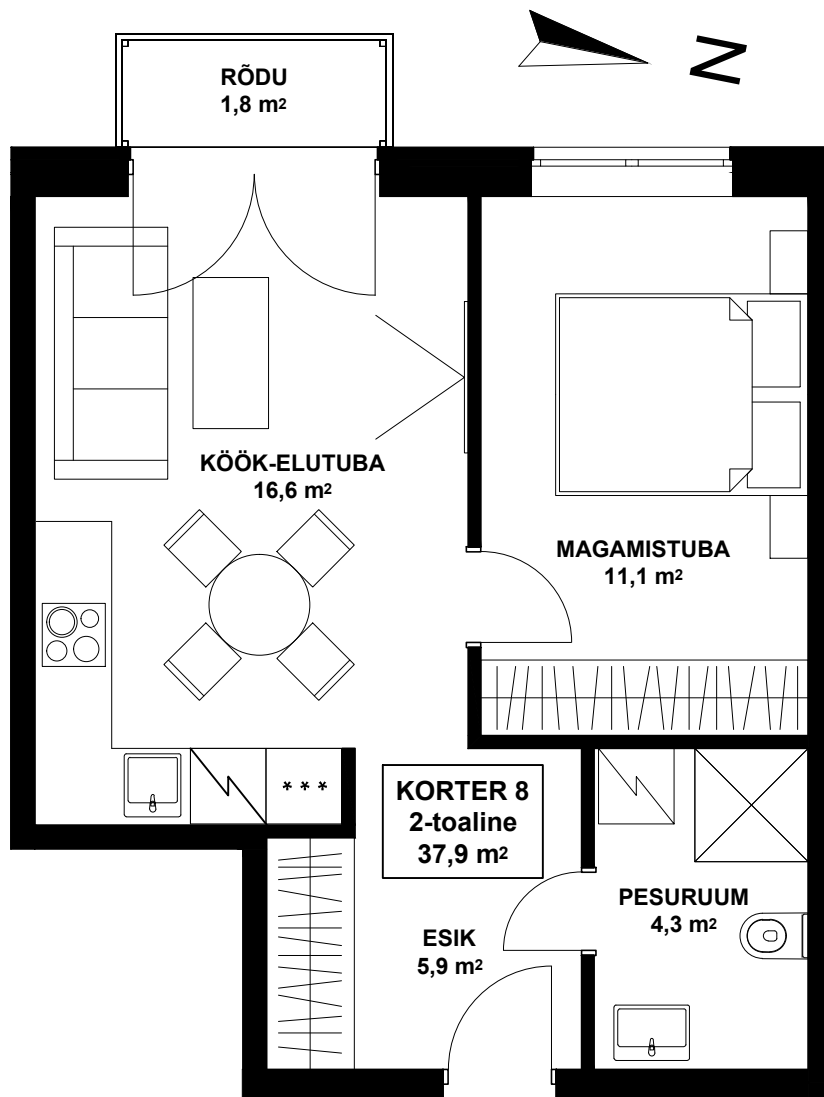 RÕDU
1,8 m²
N
KÖÖK-ELUTUBA
16,6 m²
MAGAMISTUBA
11,1 m²
***
KORTER 8
2-toaline
37,9 m²
PESURUUM
4,3 m²
ESIK
5,9 m²